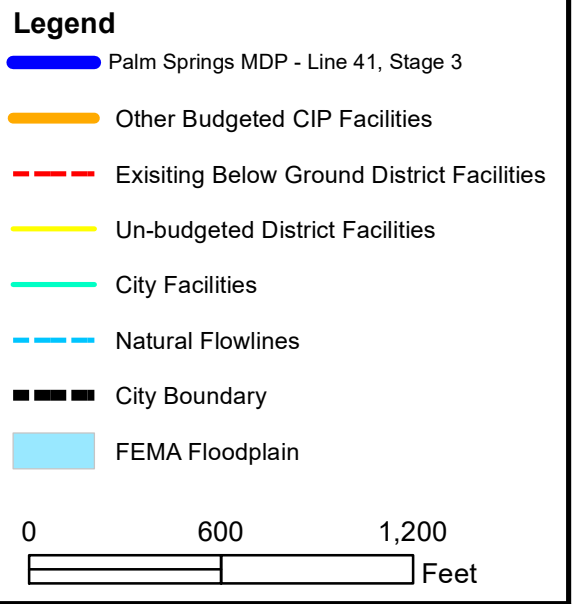 Legend
Palm Springs MDP - Line 41, Stage 3
Other Budgeted CIP Facilities
Exisiting Below Ground District Facilities
Un-budgeted District Facilities
City Facilities
Natural Flowlines
City Boundary
FEMA Floodplain
0 600 1,200
Feet